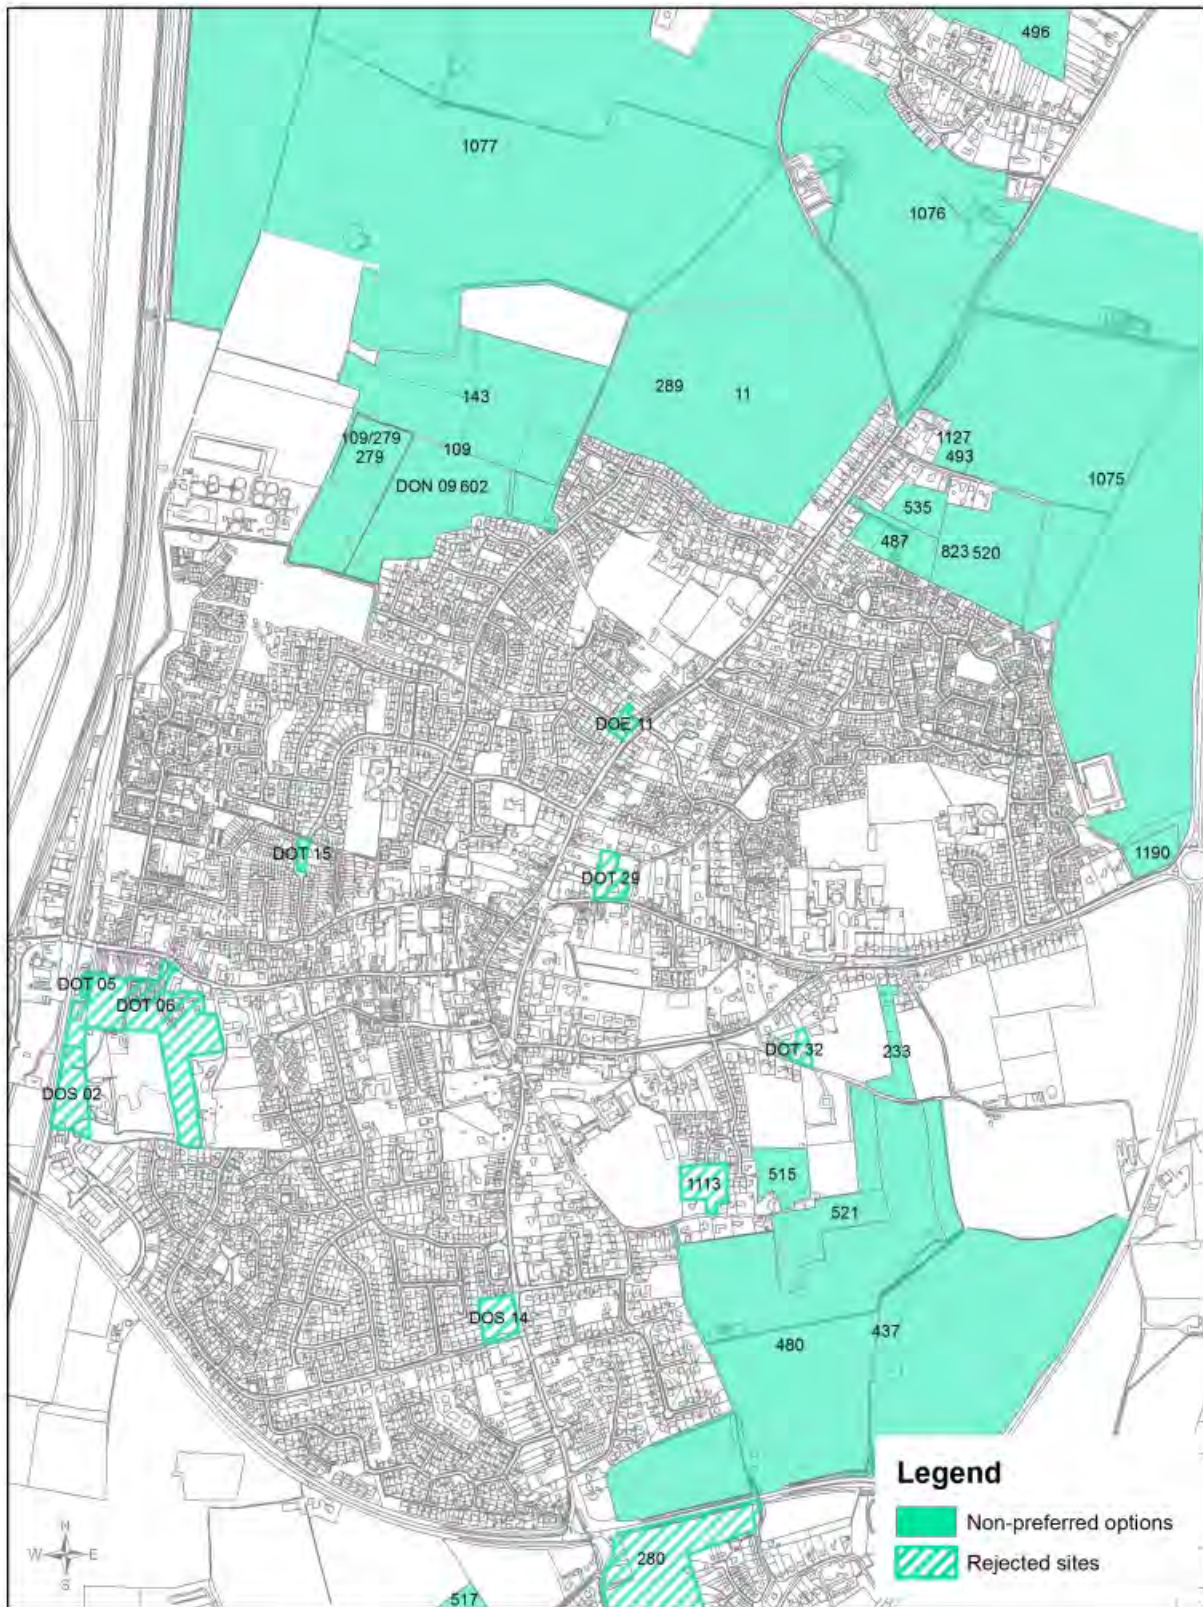 496
1077
1076
289 11
143
109/279
279
109
DON 09 602
1127
493
1075
535
487
823 520
DOE 11
DOT 15
DOT 29
1190
DOT 05
DOT 06
DOT 32
233
DOS 02
1113
515
521
DOS 14
480
437
280
517
Legend
Non-preferred options
Rejected sites
N
W E
S